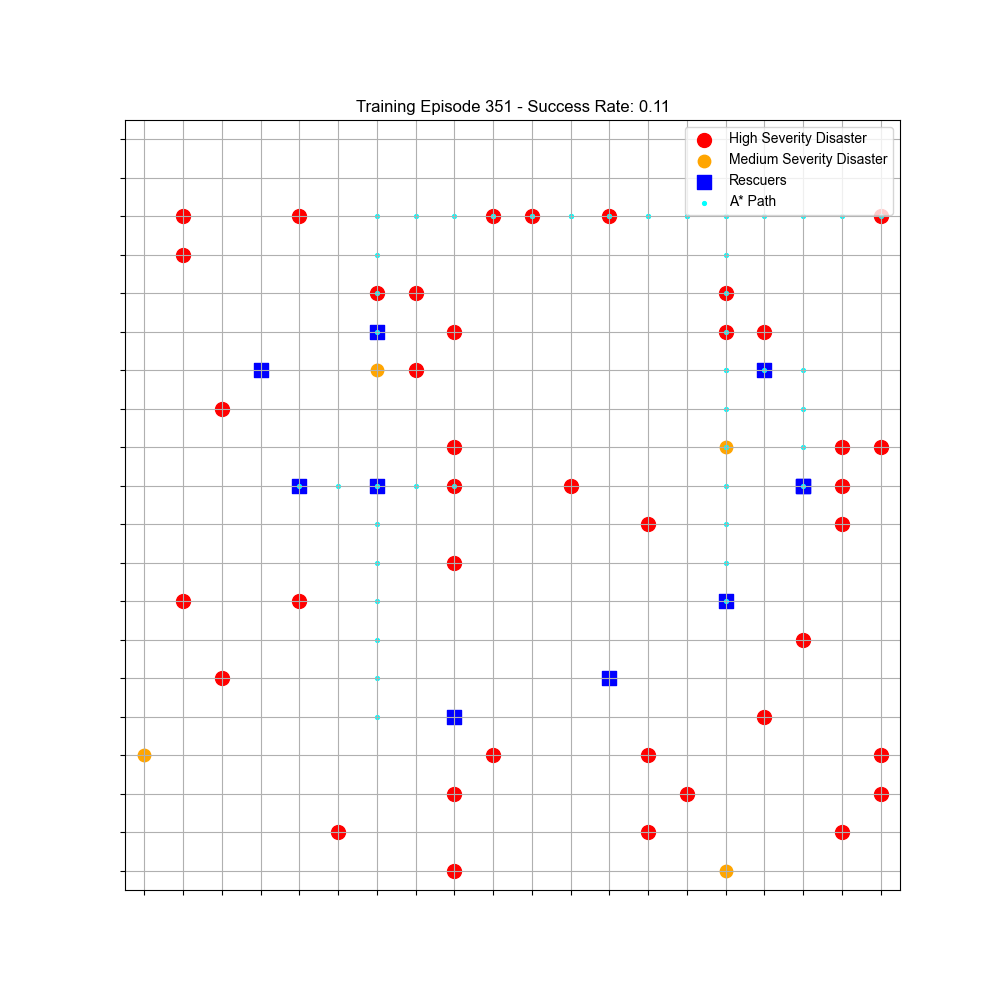 Training Episode 351 - Success Rate: 0.11
High Severity Disaster
Medium Severity Disaster
Rescuers
A* Path